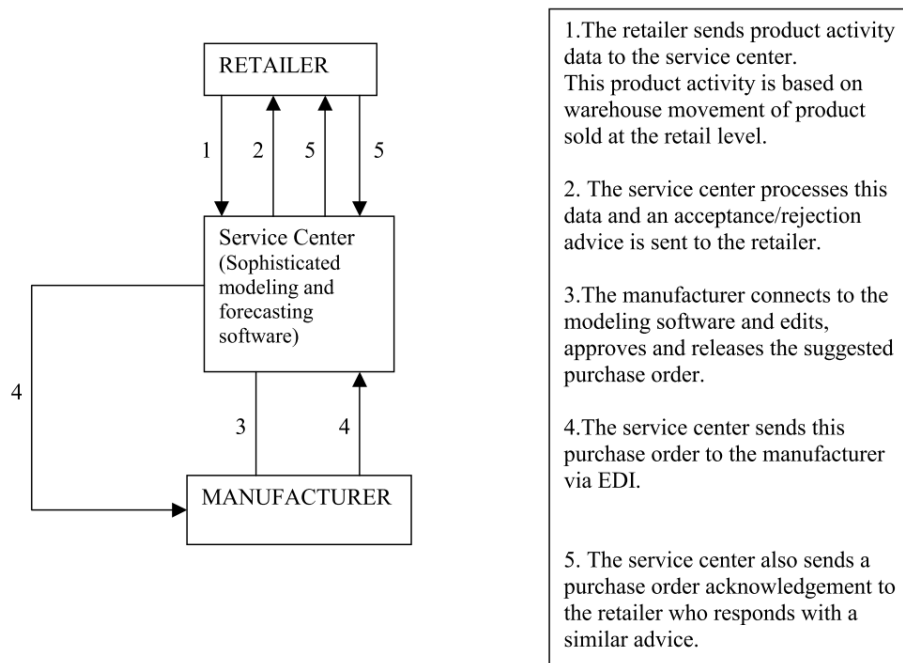 RETAILER
1
2
5
5
Service Center
(Sophisticated
modeling and
forecasting
software)
4
3
4
MANUFACTURER
1.The retailer sends product activity
data to the service center.
This product activity is based on
warehouse movement of product
sold at the retail level.
2. The service center processes this
data and an acceptance/rejection
advice is sent to the retailer.
3.The manufacturer connects to the
modeling software and edits,
approves and releases the suggested
purchase order.
4.The service center sends this
purchase order to the manufacturer
via EDI.
5. The service center also sends a
purchase order acknowledgement to
the retailer who responds with a
similar advice.